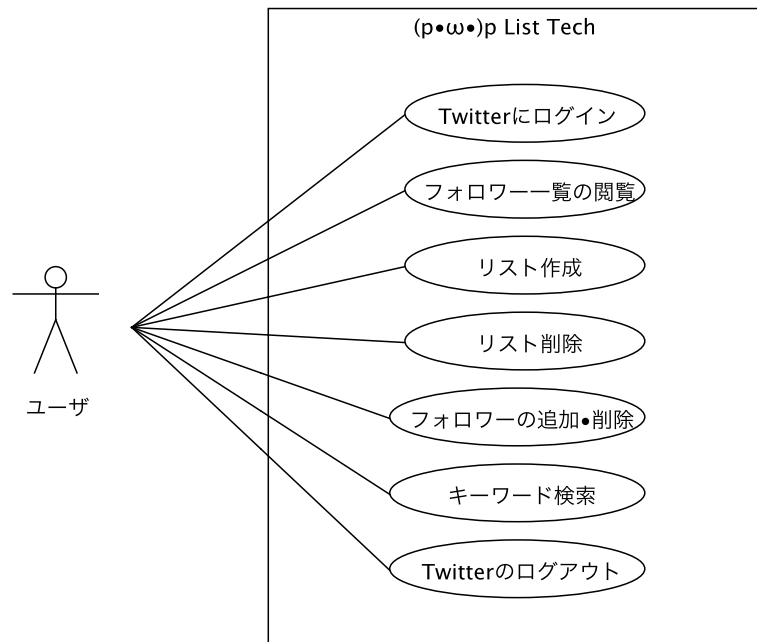 (p•ω•)p List Tech
Twitterにログイン
フォロワー一覧の閲覧
リスト作成
リスト削除
フォロワーの追加•削除
キーワード検索
Twitterのログアウト
ユーザ